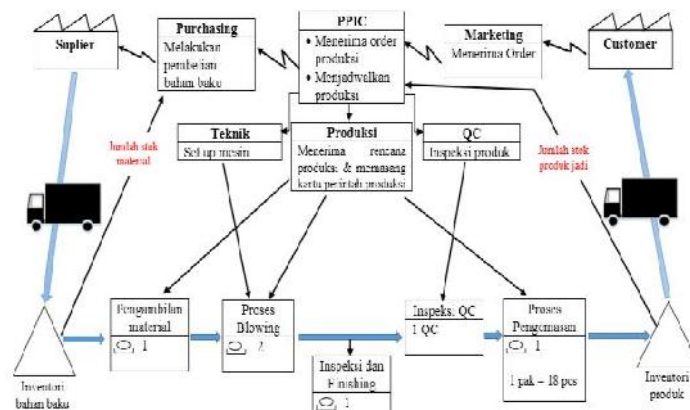 Suplier
Purchasing
Melakukan
pembelian
bahan baku
PPIC
• Menerima order
produksi
• Menjadwalkan
produksi
Marketing
Menerima Order
Customer
Jumlah stok
material
Teknik
Set up mesin
Produksi
Menerima rencana
produksi & memasang
kartu perintah produksi
QC
Inspeksi produk
Jumlah stok
produk jadi
Pengambilan
material
1
Proses
Blowing
2
Inspeksi QC
1 QC
Proses
Pengemasan
1
1 pak – 18 pcs
Inspeksi dan
Finishing
1
Inventori
bahan baku
Inventori
produk